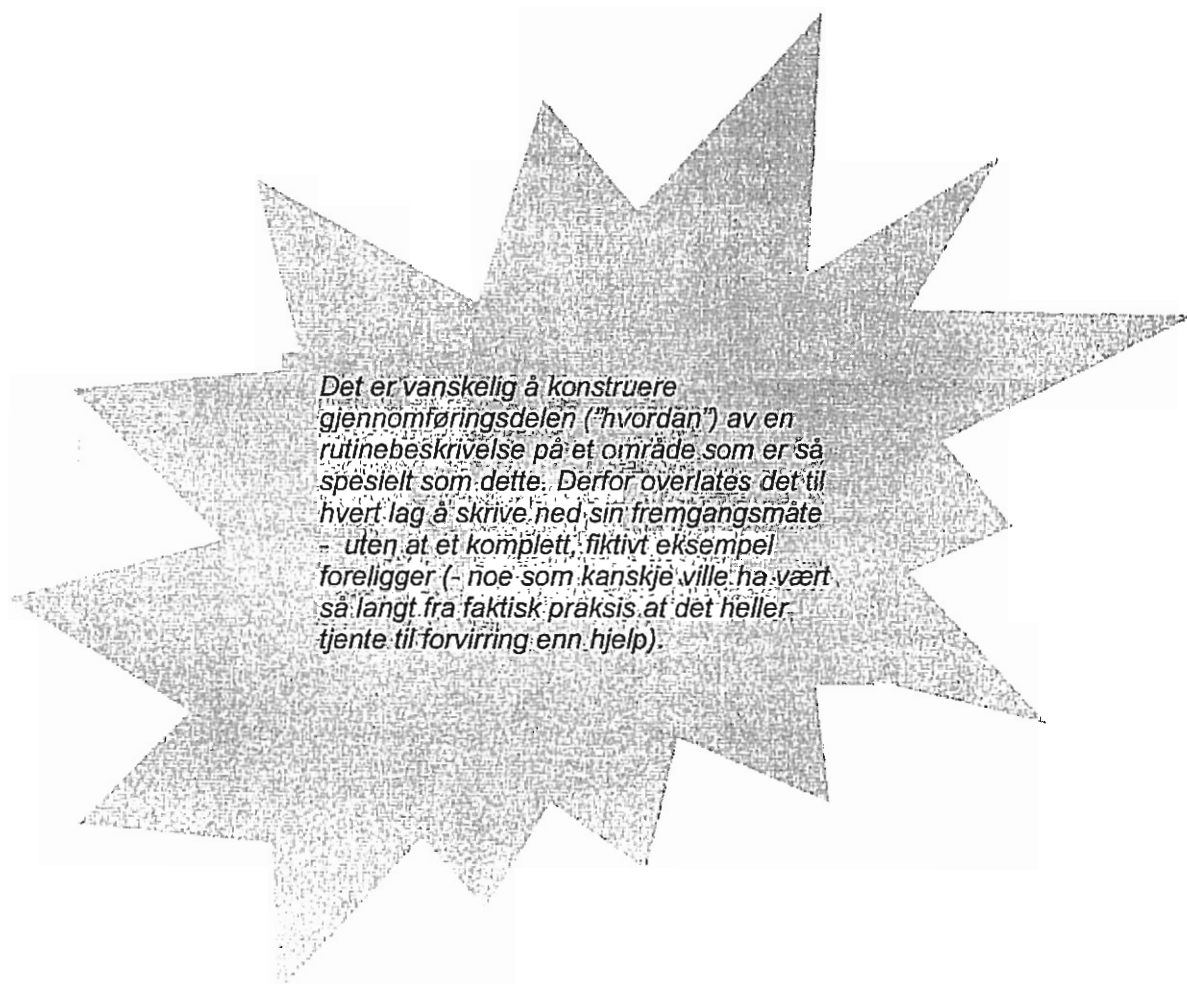 Det er vanskelig å konstruere
gjennomføringsdelen ("hvordan") av en
rutinebeskrivelse på et område som er så
spesielt som dette. Derfor overlates det til
hvert lag å skrive ned sin fremgangsmåte
- uten at et komplett, fiktivt eksempel
foreligger (- noe som kanskje ville ha vært
så langt fra faktisk praksis at det heller
tjente til forvirring enn hjelp).